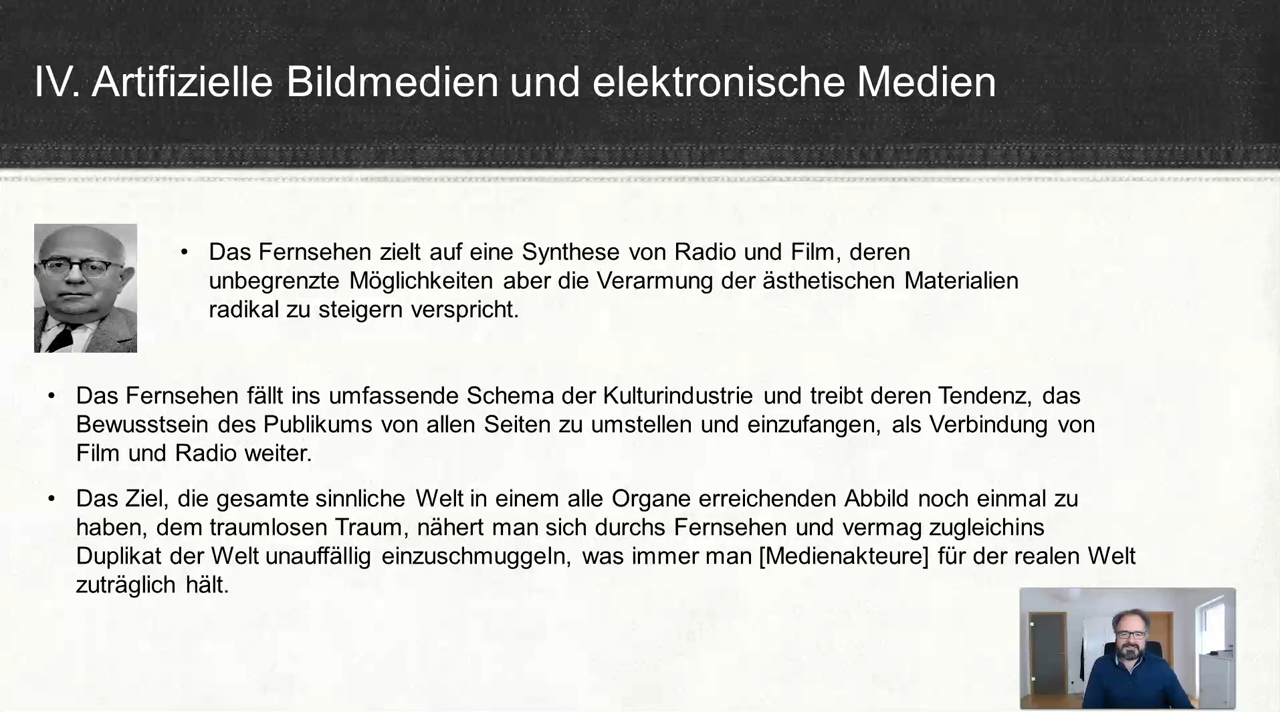 IV. Artifizielle Bildmedien und elektronische Medien
• Das Fernsehen zielt auf eine Synthese von Radio und Film, deren
unbegrenzte Möglichkeiten aber die Verarmung der ästhetischen Materialien
radikal zu steigern verspricht.
• Das Fernsehen fällt ins umfassende Schema der Kulturindustrie und treibt deren Tendenz, das
Bewusstsein des Publikums von allen Seiten zu umstellen und einzufangen, als Verbindung von
Film und Radio weiter.
• Das Ziel, die gesamte sinnliche Welt in einem alle Organe erreichenden Abbild noch einmal zu
haben, dem traumlosen Traum, nähert man sich durchs Fernsehen und vermag zugleichins
Duplikat der Welt unauffällig einzuschmuggeln, was immer man [Medienakteure] für der realen Welt
zuträglich hält.